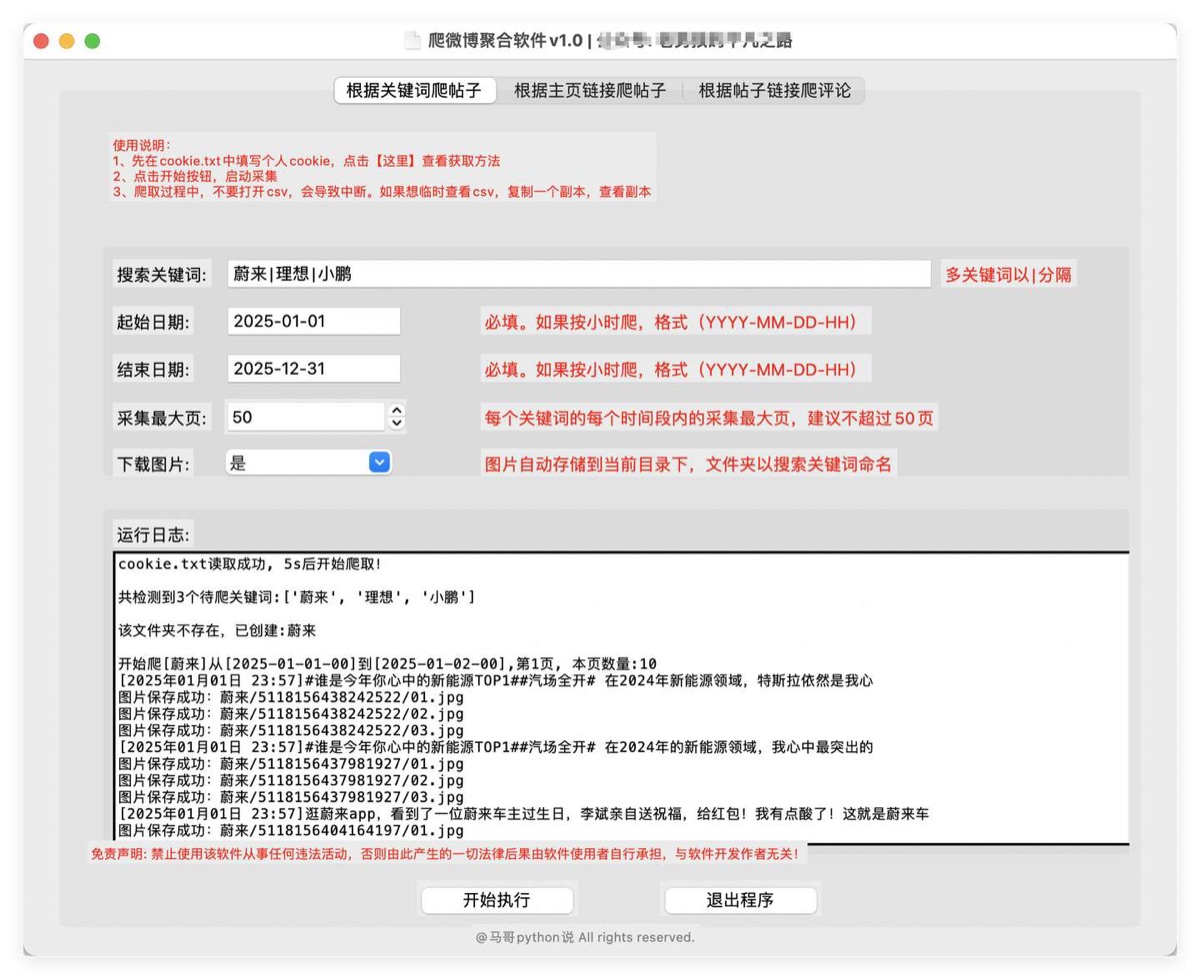 爬微博聚合软件v1.0 |
根据关键词爬帖子 根据主页链接爬帖子 根据帖子链接爬评论
使用说明：
1、先在cookie.txt中填写个人cookie，点击【这里】查看获取方法
2、点击开始按钮，启动采集
3、爬取过程中，不要打开csv，会导致中断。如果想临时查看csv，复制一个副本，查看副本
搜索关键词: 蔚来|理想|小鹏 多关键词以|分隔
起始日期: 2025-01-01 必填。如果按小时爬，格式（YYYY-MM-DD-HH）
结束日期: 2025-12-31 必填。如果按小时爬，格式（YYYY-MM-DD-HH）
采集最大页: 50 每个关键词的每个时间段内的采集最大页，建议不超过50页
下载图片: 是 图片自动存储到当前目录下，文件夹以搜索关键词命名
运行日志:
cookie.txt读取成功, 5s后开始爬取!
共检测到3个待爬关键词:['蔚来', '理想', '小鹏']
该文件夹不存在，已创建:蔚来
开始爬[蔚来]从[2025-01-01-00]到[2025-01-02-00],第1页, 本页数量:10
[2025年01月01日 23:57]#谁是今年你心中的新能源TOP1##汽场全开# 在2024年新能源领域，特斯拉依然是我心
图片保存成功: 蔚来/5118156438242522/01.jpg
图片保存成功: 蔚来/5118156438242522/02.jpg
图片保存成功: 蔚来/5118156438242522/03.jpg
[2025年01月01日 23:57]#谁是今年你心中的新能源TOP1##汽场全开# 在2024年的新能源领域，我心中最突出的
图片保存成功: 蔚来/5118156437981927/01.jpg
图片保存成功: 蔚来/5118156437981927/02.jpg
图片保存成功: 蔚来/5118156437981927/03.jpg
[2025年01月01日 23:57]逛蔚来app，看到了一位蔚来车主过生日，李斌亲自送祝福，给红包！我有点酸了！这就是蔚来车
图片保存成功: 蔚来/5118156404164197/01.jpg
免责声明: 禁止使用该软件从事任何违法活动，否则由此产生的一切法律后果由软件使用者自行承担，与软件开发作者无关！
开始执行 退出程序
@马哥python说 All rights reserved.